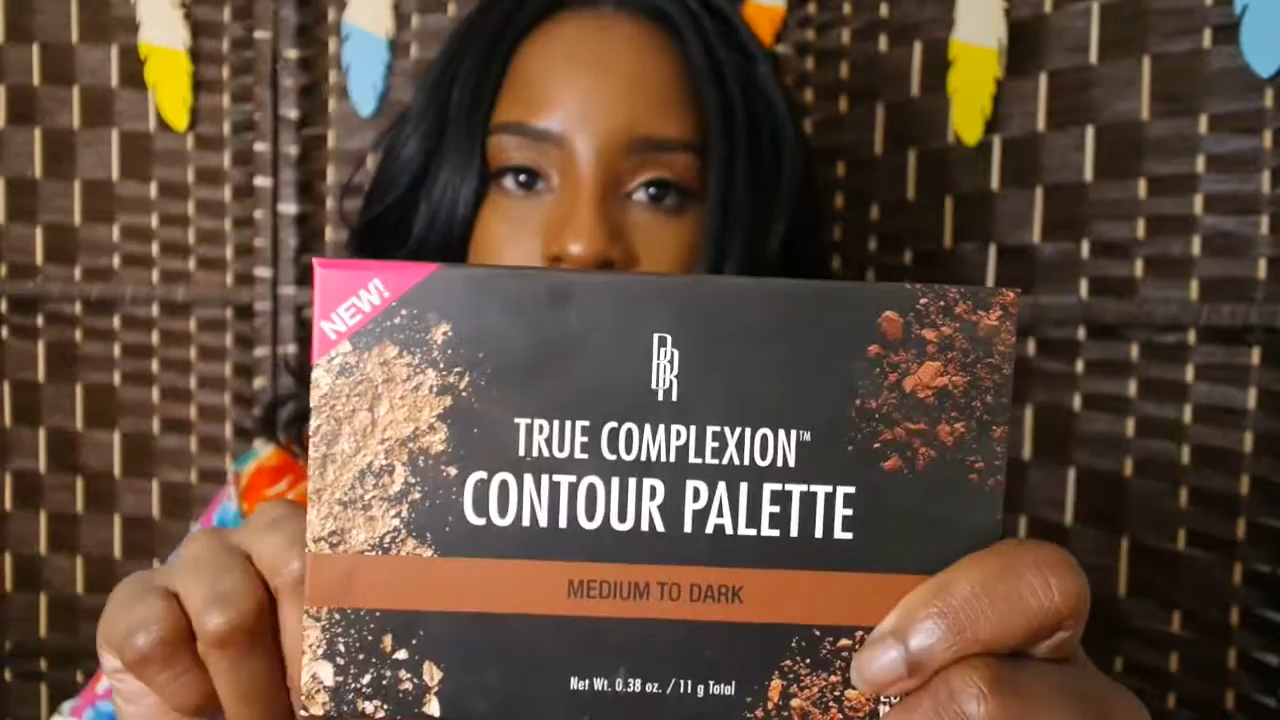 NEW!
BR
TRUE COMPLEXION™
CONTOUR PALETTE
MEDIUM TO DARK
Net Wt. 0.38 oz. / 11 g Total